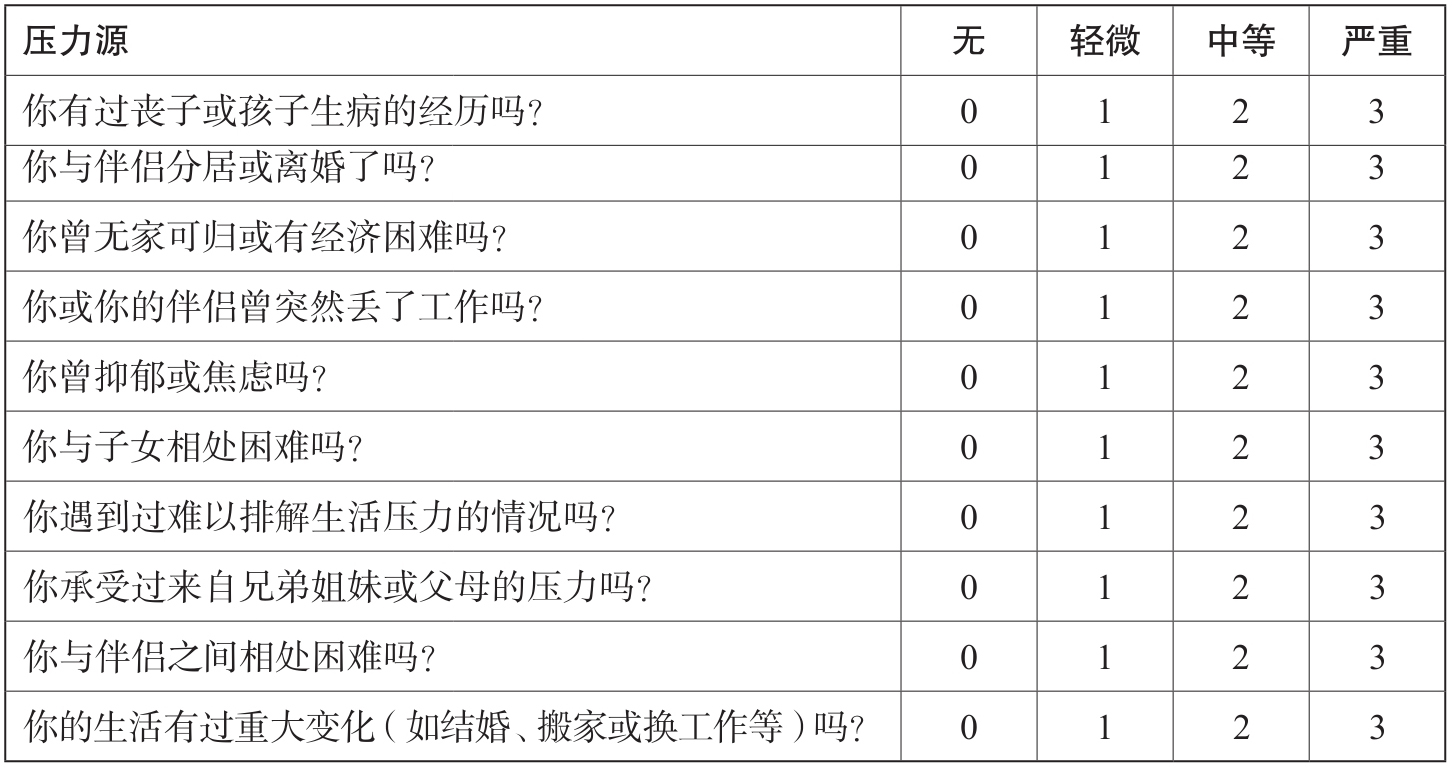 压力源 无 轻微 中等 严重
你有过丧子或孩子生病的经历吗? 0 1 2 3
你与伴侣分居或离婚了吗? 0 1 2 3
你曾无家可归或有经济困难吗? 0 1 2 3
你或你的伴侣曾突然丢了工作吗? 0 1 2 3
你曾抑郁或焦虑吗? 0 1 2 3
你与子女相处困难吗? 0 1 2 3
你遇到过难以排解生活压力的情况吗? 0 1 2 3
你承受过来自兄弟姐妹或父母的压力吗? 0 1 2 3
你与伴侣之间相处困难吗? 0 1 2 3
你的生活有过重大变化（如结婚、搬家或换工作等）吗? 0 1 2 3